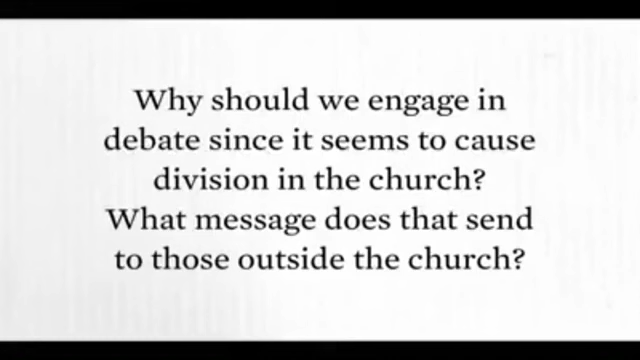 Why should we engage in
debate since it seems to cause
division in the church?
What message does that send
to those outside the church?